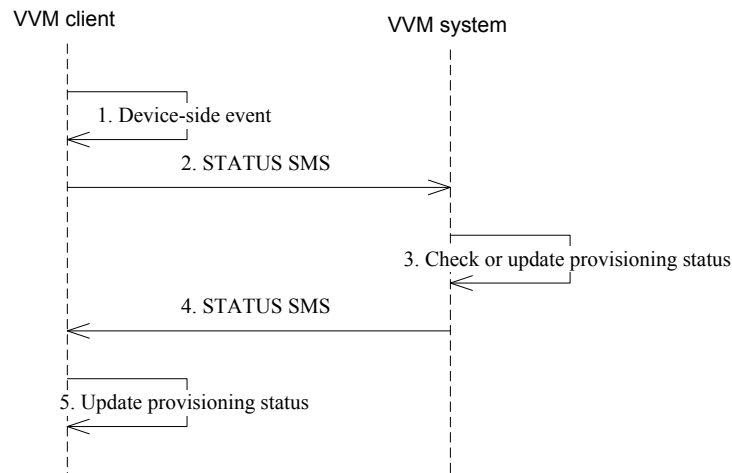 VVM client
VVM system
1. Device-side event
2. STATUS SMS
3. Check or update provisioning status
4. STATUS SMS
5. Update provisioning status